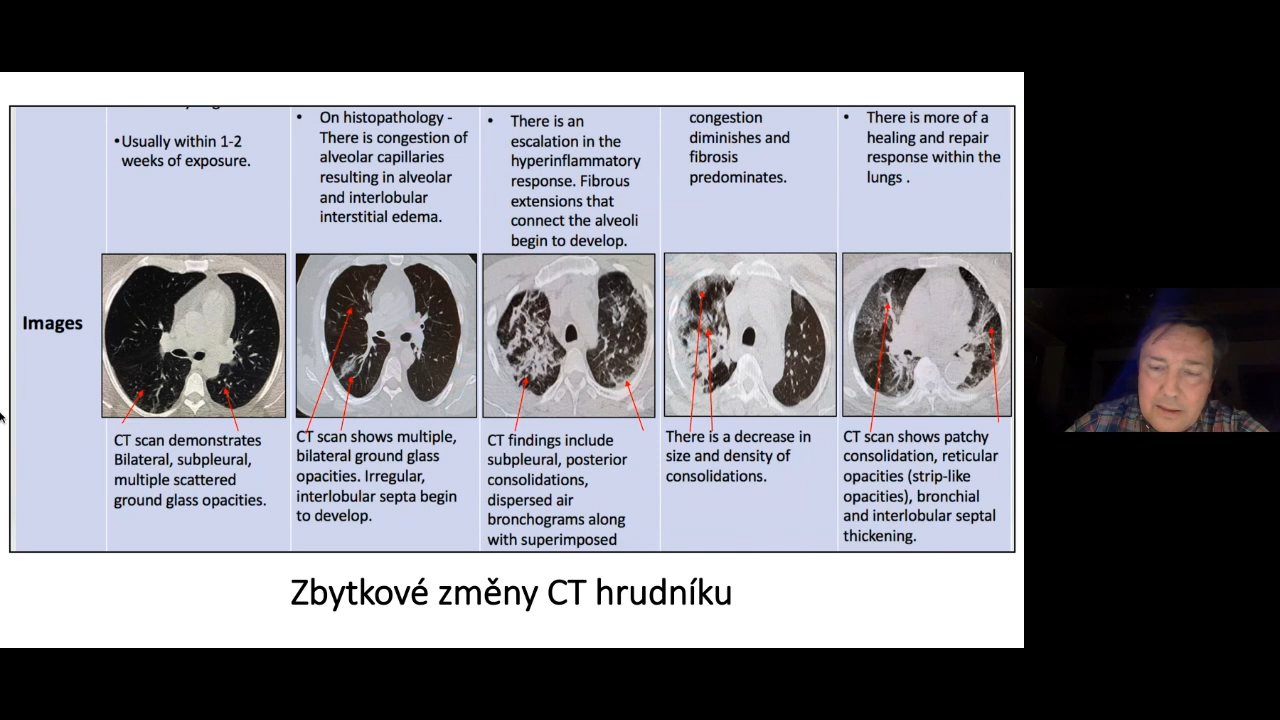 •Usually within 1-2
weeks of exposure.
• On histopathology -
There is congestion of
alveolar capillaries
resulting in alveolar
and interlobular
interstitial edema.
• There is an
escalation in the
hyperinflammatory
response. Fibrous
extensions that
connect the alveoli
begin to develop.
congestion
diminishes and
fibrosis
predominates.
• There is more of a
healing and repair
response within the
lungs .
Images
CT scan demonstrates
Bilateral, subpleural,
multiple scattered
ground glass opacities.
CT scan shows multiple,
bilateral ground glass
opacities. Irregular,
interlobular septa begin
to develop.
CT findings include
subpleural, posterior
consolidations,
dispersed air
bronchograms along
with superimposed
There is a decrease in
size and density of
consolidations.
CT scan shows patchy
consolidation, reticular
opacities (strip-like
opacities), bronchial
and interlobular septal
thickening.
Zbytkové změny CT hrudníku